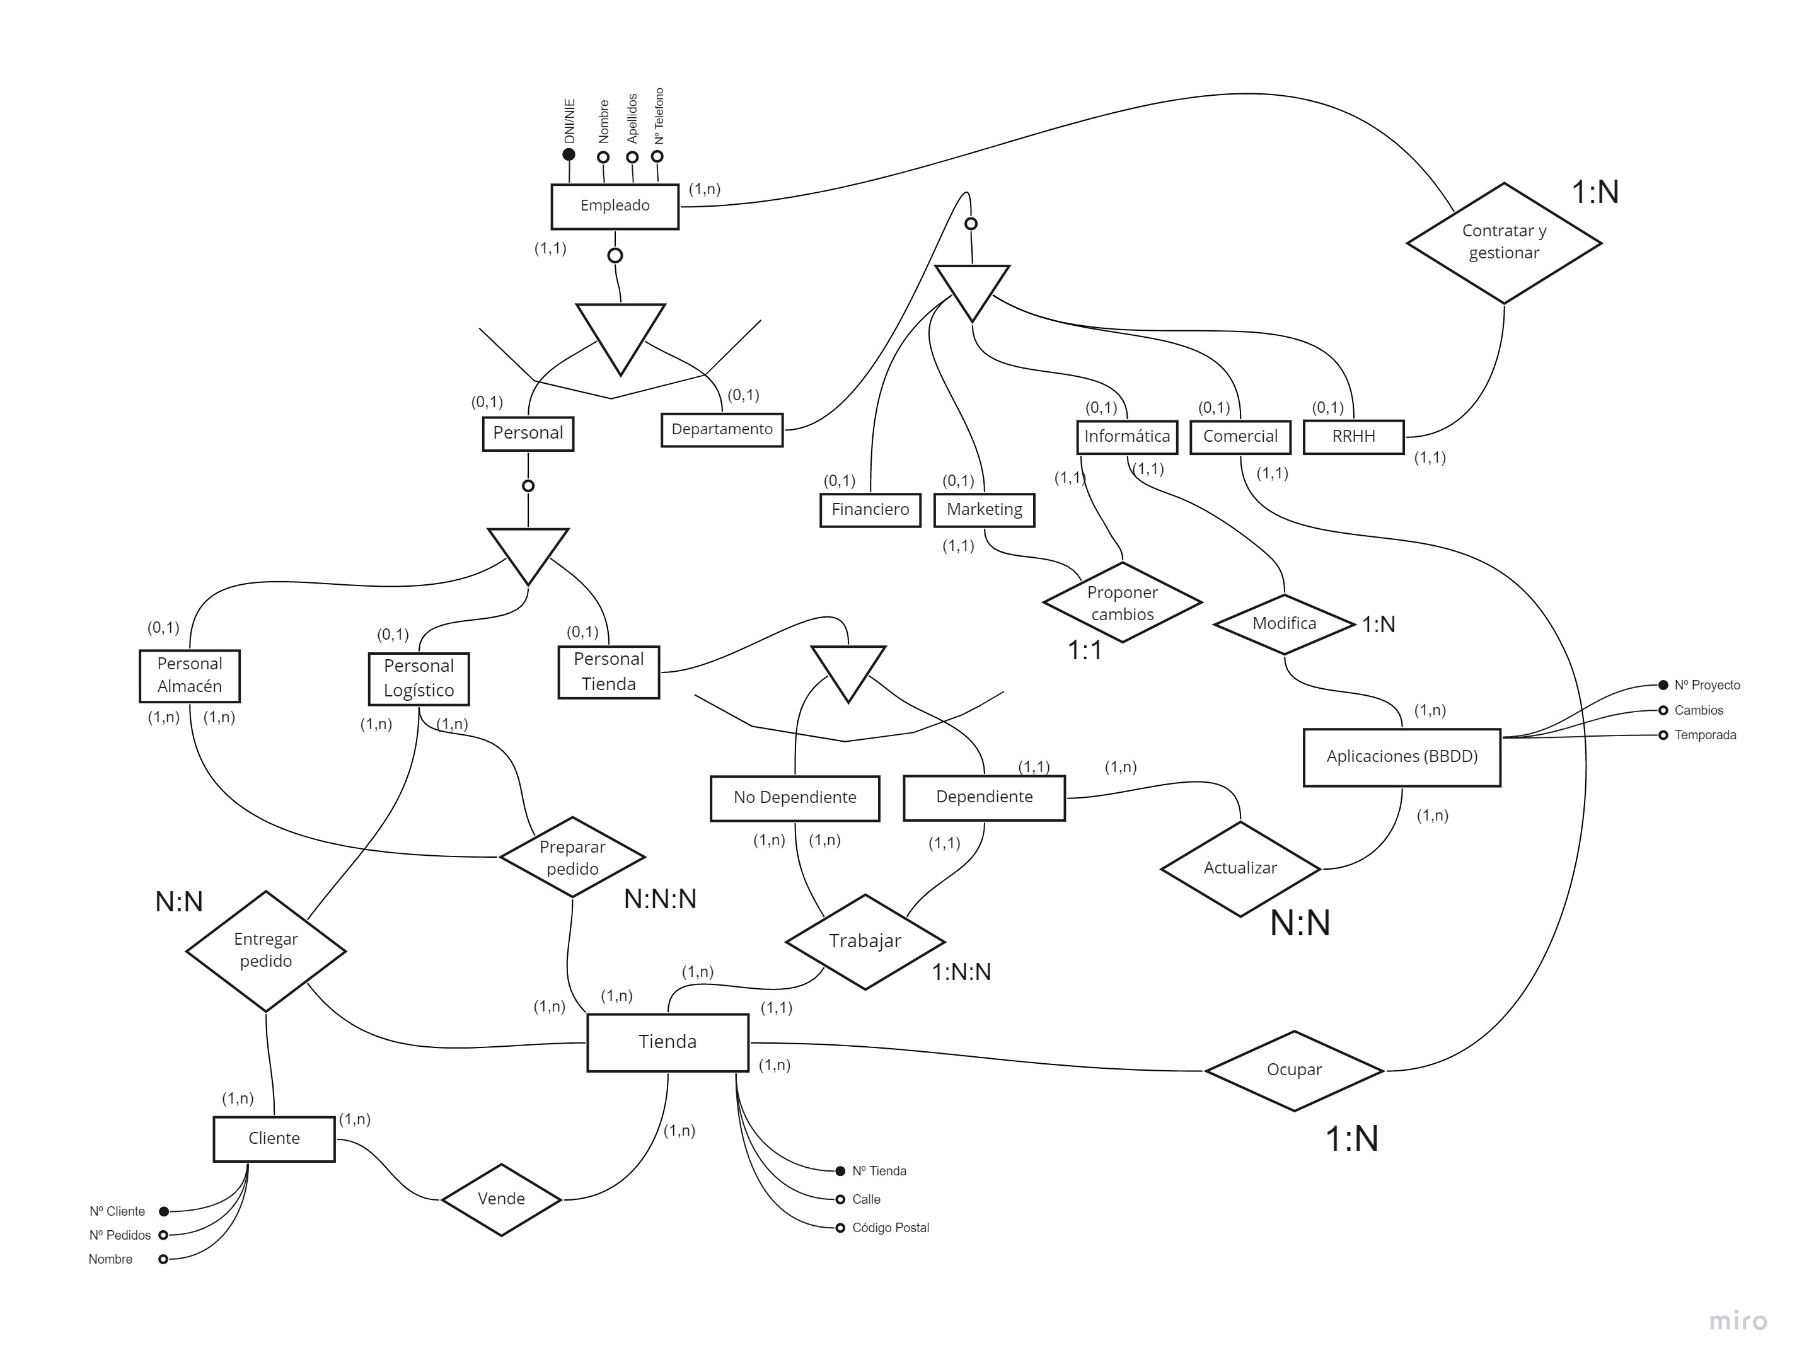 DNI/NIE
Nombre
Apellidos
Nº Telefono
Empleado
(1,n)
(1,1)
1:N
Contratar y
gestionar
(0,1)
Personal
(0,1)
Departamento
(0,1)
Informática
(0,1)
Comercial
(0,1)
RRHH
(1,1)
(1,1)
(1,1)
(1,1)
(0,1)
Financiero
(0,1)
Marketing
(1,1)
Proponer
cambios
1:1
Modifica
1:N
(0,1)
Personal
Almacén
(1,n)
(1,n)
(0,1)
Personal
Logístico
(1,n)
(1,n)
(0,1)
Personal
Tienda
Nº Proyecto
Cambios
Temporada
(1,n)
Aplicaciones (BBDD)
(1,n)
No Dependiente
(1,n)
(1,n)
(1,1)
Dependiente
(1,1)
(1,n)
Actualizar
N:N
Preparar
pedido
N:N:N
N:N
Entregar
pedido
Trabajar
1:N:N
(1,n)
(1,n)
(1,n)
(1,1)
Tienda
(1,n)
(1,n)
Ocupar
1:N
(1,n)
Cliente
(1,n)
Vende
Nº Tienda
Calle
Código Postal
Nº Cliente
Nº Pedidos
Nombre
miro